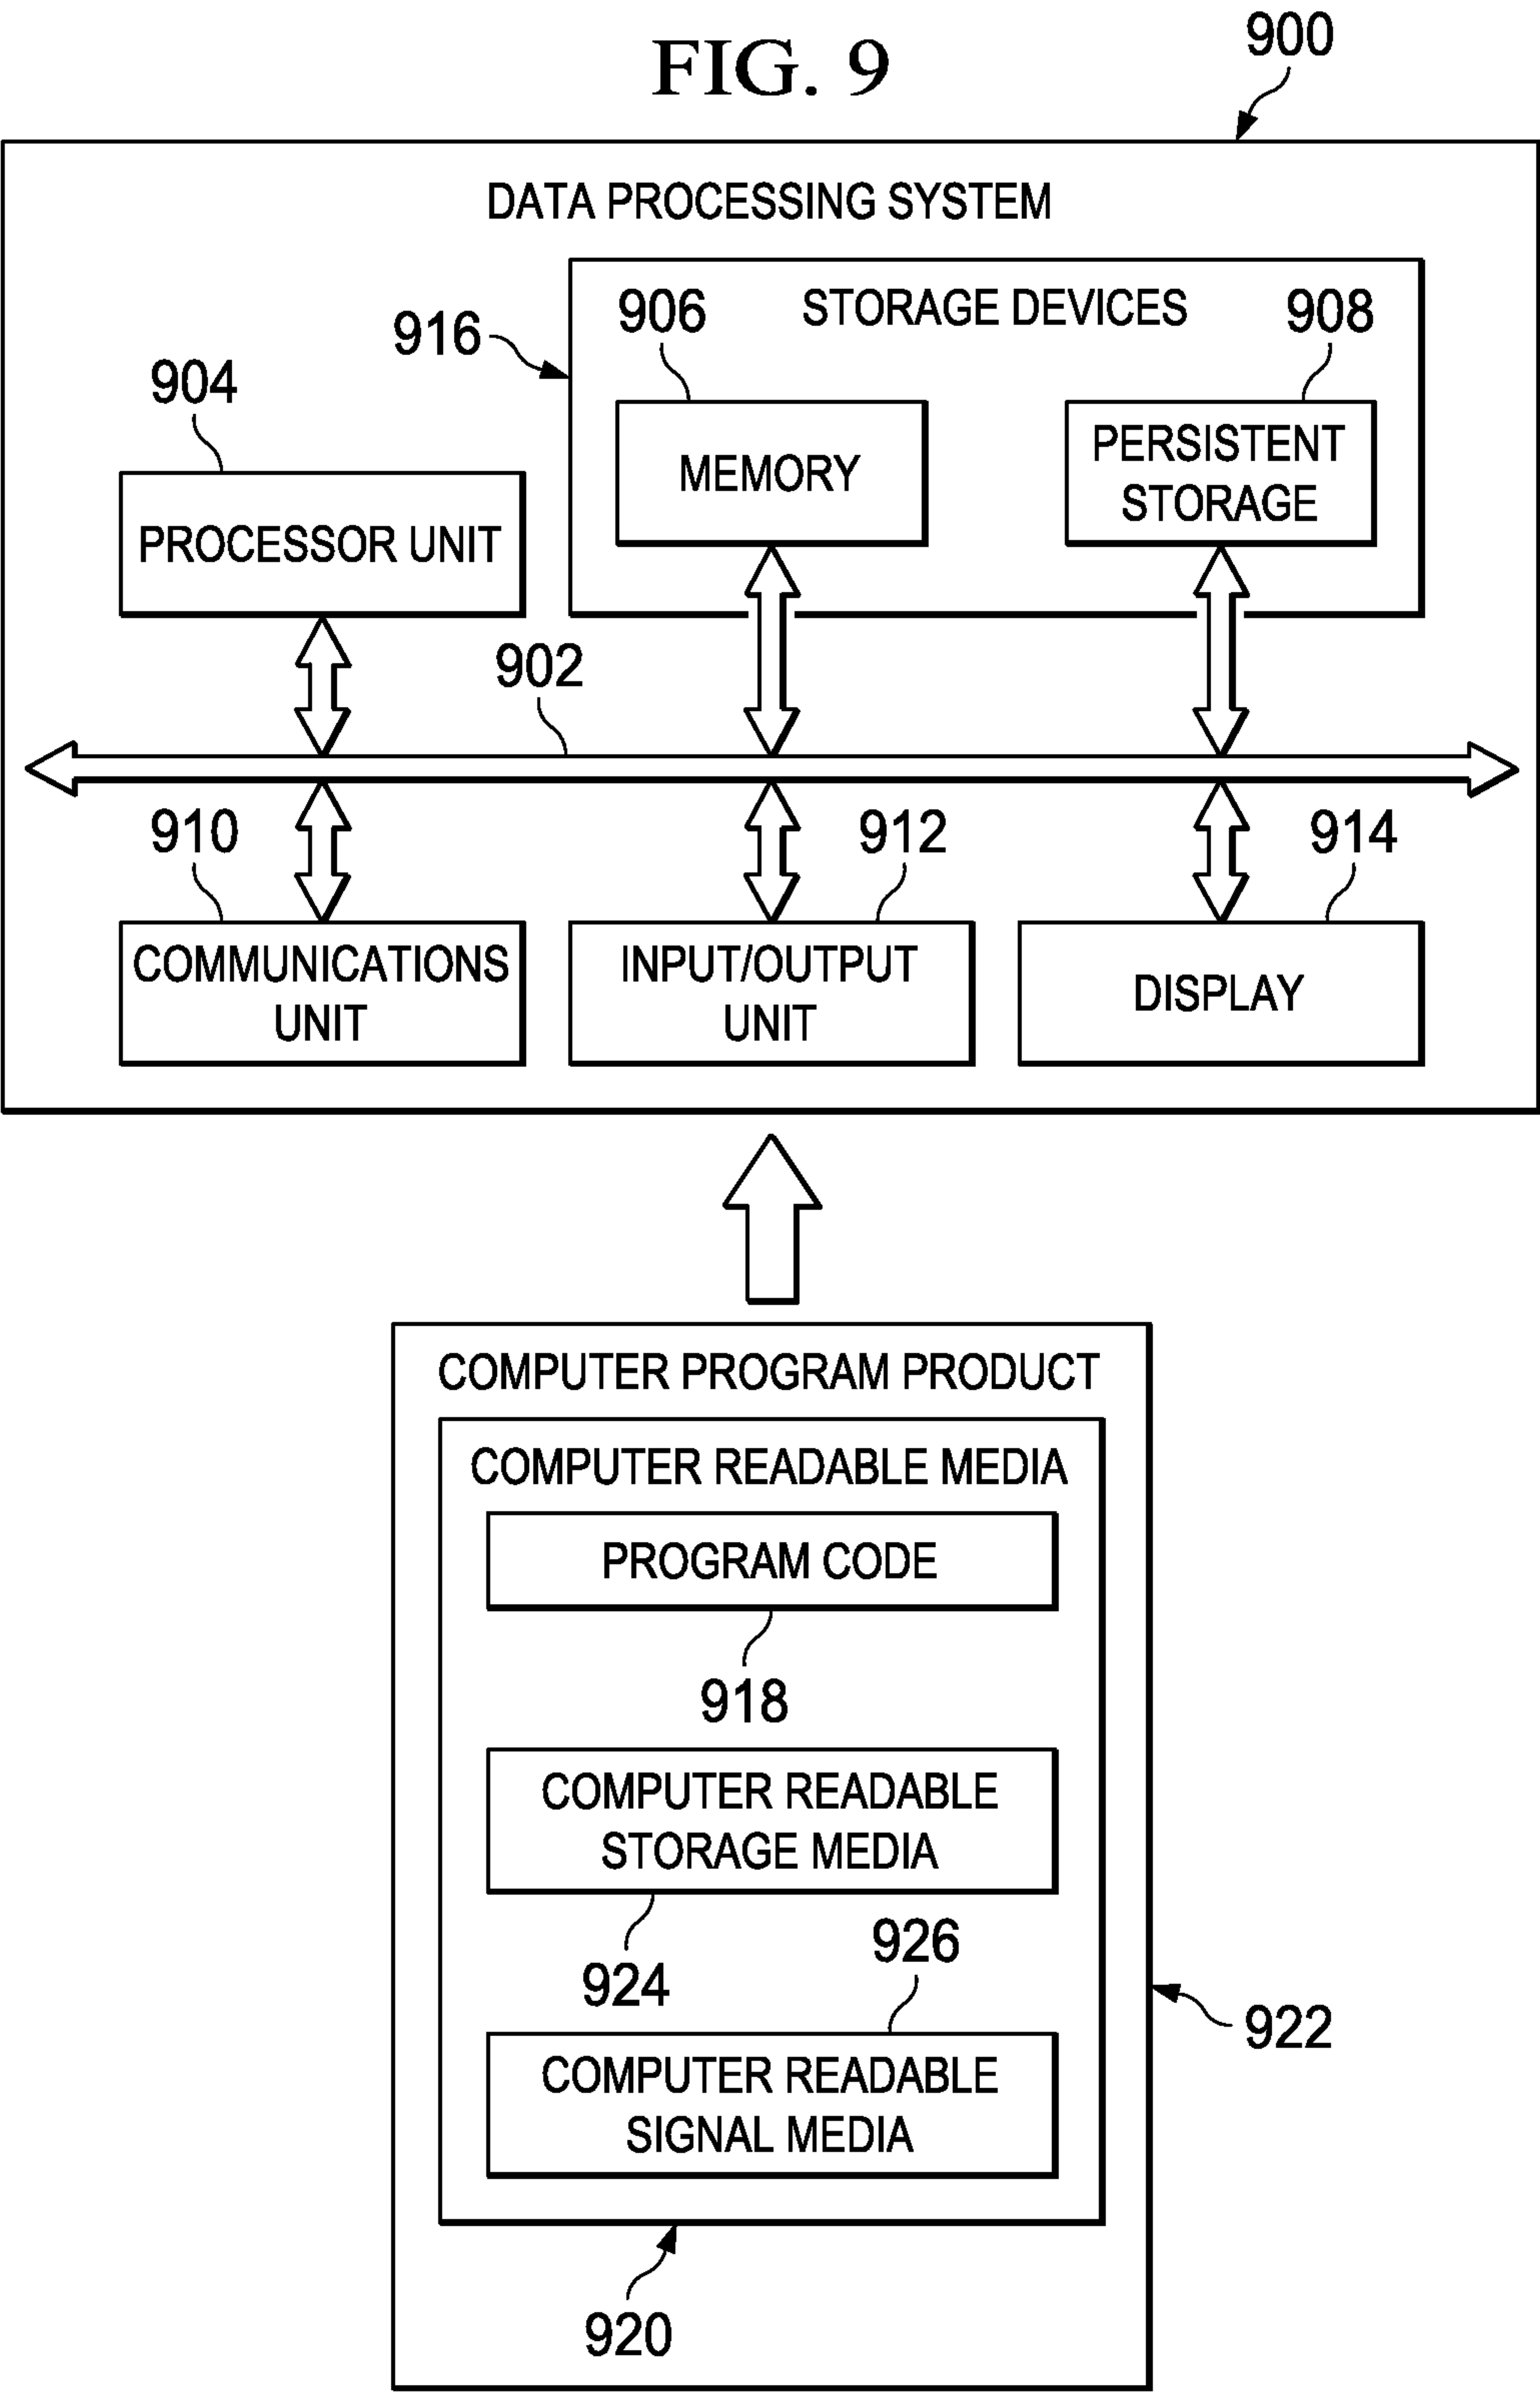 FIG. 9
900
DATA PROCESSING SYSTEM
916
906
STORAGE DEVICES
908
904
MEMORY
PERSISTENT
STORAGE
PROCESSOR UNIT
902
910
912
914
COMMUNICATIONS
UNIT
INPUT/OUTPUT
UNIT
DISPLAY
COMPUTER PROGRAM PRODUCT
COMPUTER READABLE MEDIA
PROGRAM CODE
918
COMPUTER READABLE
STORAGE MEDIA
924
926
922
COMPUTER READABLE
SIGNAL MEDIA
920